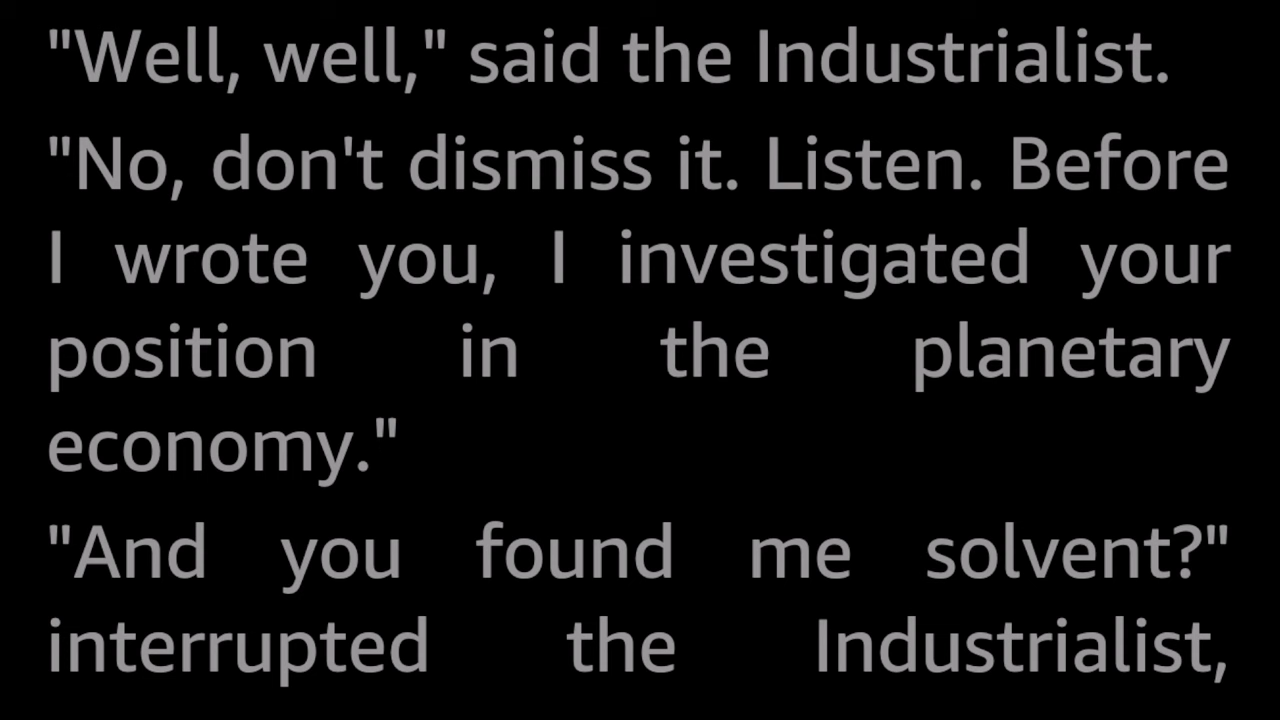 "Well, well," said the Industrialist.
"No, don't dismiss it. Listen. Before
I wrote you, I investigated your
position in the planetary
economy."
"And you found me solvent?"
interrupted the Industrialist,